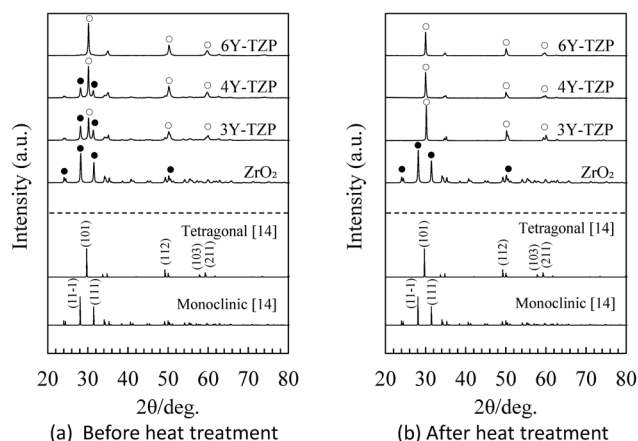 Intensity (a.u.)
6Y-TZP
4Y-TZP
3Y-TZP
ZrO₂
Tetragonal [14]
(101)
(112)
(103)
(211)
Monoclinic [14]
(11-1)
(111)
20 30 40 50 60 70 80
2θ/deg.
(a) Before heat treatment
Intensity (a.u.)
6Y-TZP
4Y-TZP
3Y-TZP
ZrO₂
Tetragonal [14]
(101)
(112)
(103)
(211)
Monoclinic [14]
(11-1)
(111)
20 30 40 50 60 70 80
2θ/deg.
(b) After heat treatment